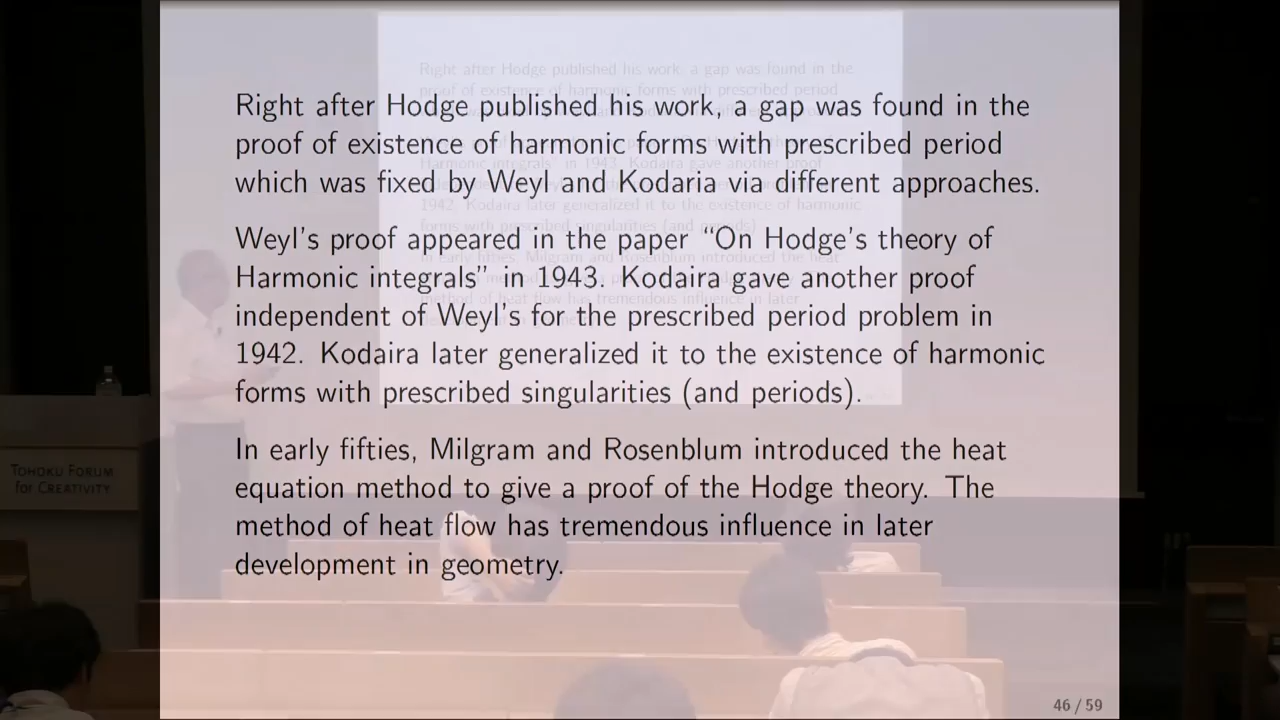 Right after Hodge published his work, a gap was found in the
proof of existence of harmonic forms with prescribed period
which was fixed by Weyl and Kodaria via different approaches.
Weyl's proof appeared in the paper “On Hodge's theory of
Harmonic integrals” in 1943. Kodaira gave another proof
independent of Weyl's for the prescribed period problem in
1942. Kodaira later generalized it to the existence of harmonic
forms with prescribed singularities (and periods).
In early fifties, Milgram and Rosenblum introduced the heat
equation method to give a proof of the Hodge theory. The
method of heat flow has tremendous influence in later
development in geometry.
TOHOKU FORUM
for CREATIVITY
46 / 59